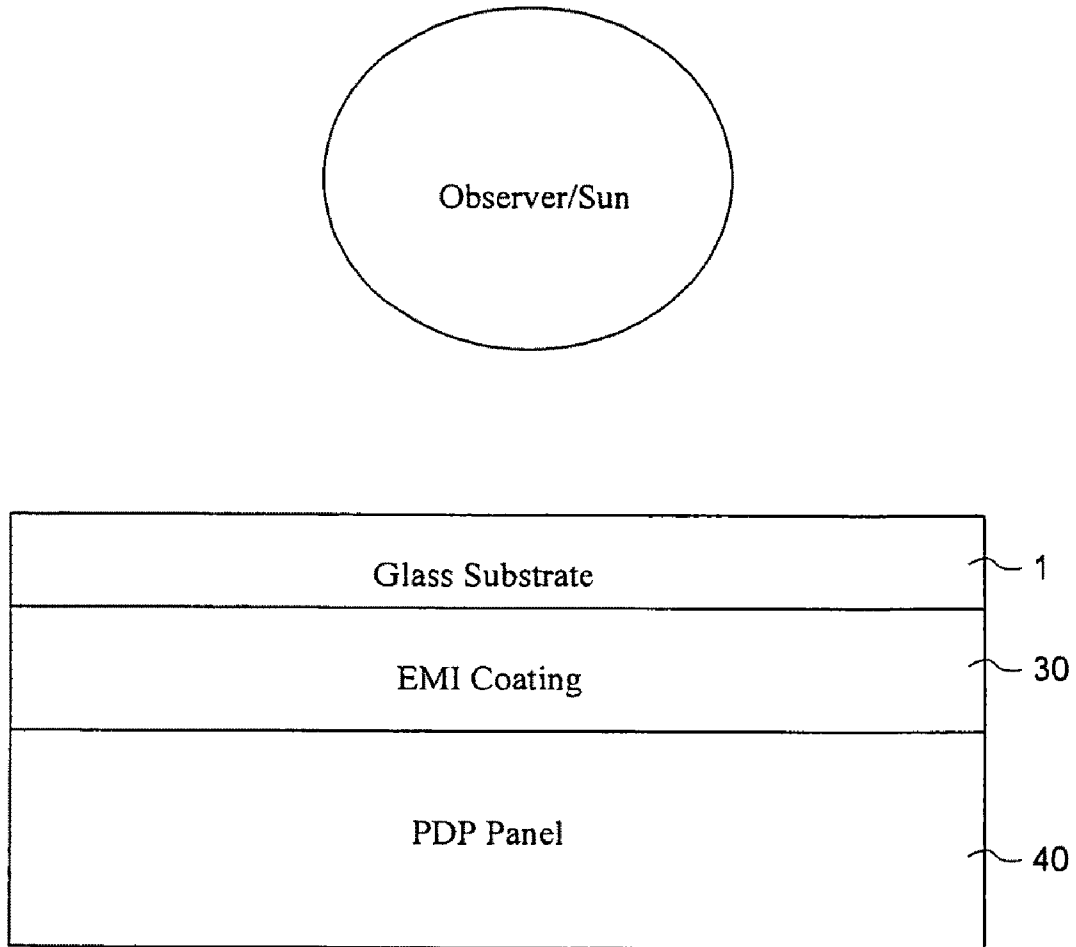 Observer/Sun
Glass Substrate
1
EMI Coating
30
PDP Panel
40